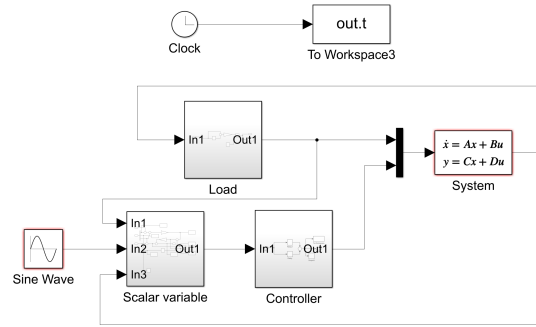 out.t
Clock
To Workspace3
In1
Out1
Load
ẋ = Ax + Bu
y = Cx + Du
System
In1
In2
In3
Out1
Scalar variable
In1
Out1
Controller
Sine Wave